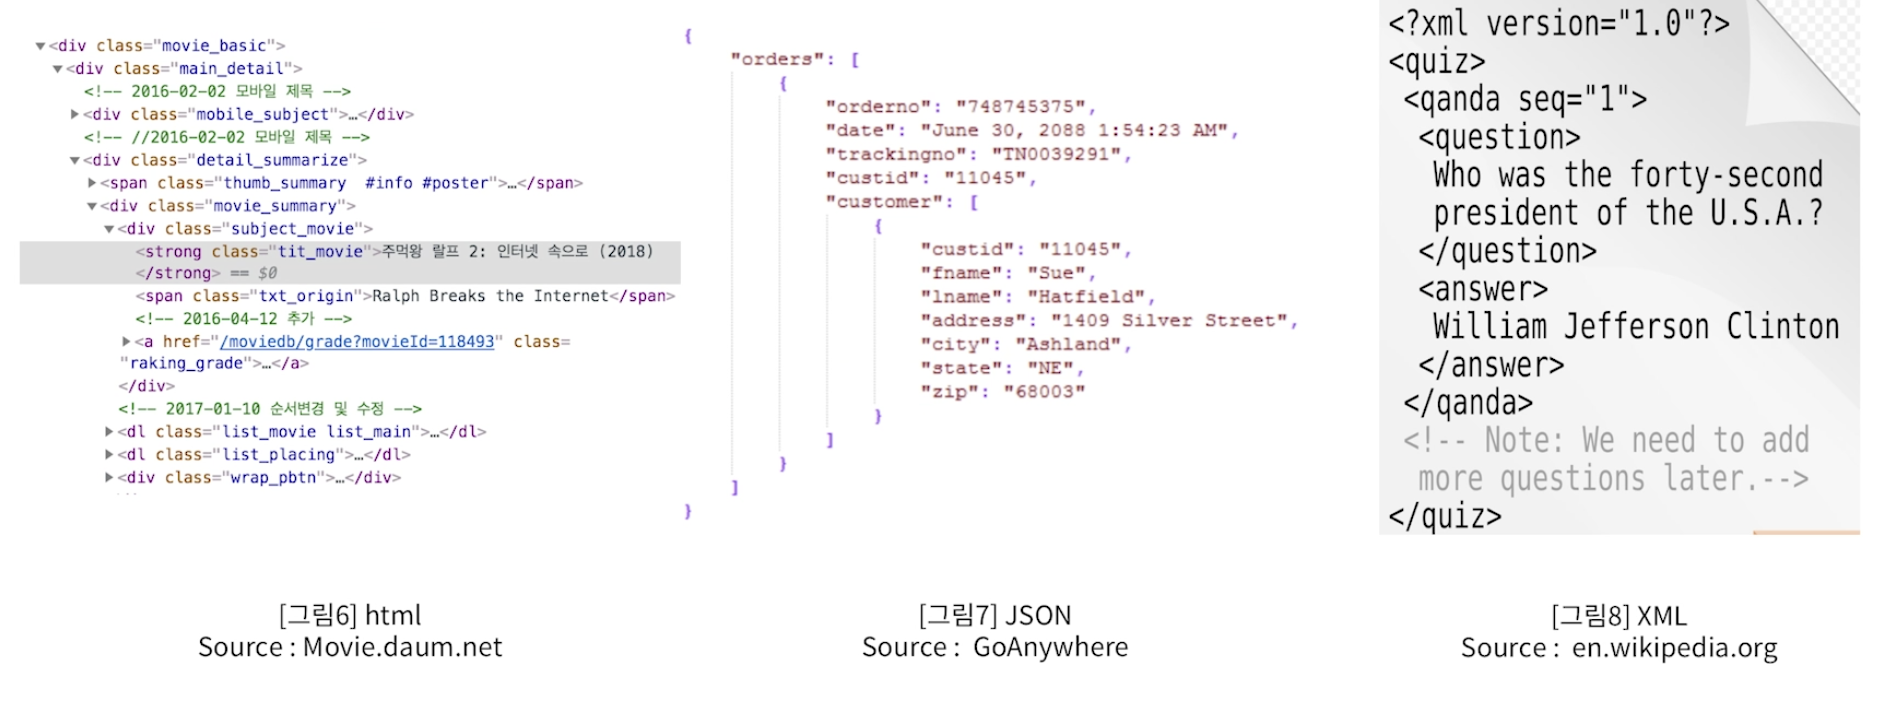 ▼<div class="movie_basic">
▼<div class="main_detail">
<!-- 2016-02-02 모바일 제목 -->
▶<div class="mobile_subject">…</div>
<!-- //2016-02-02 모바일 제목 -->
▼<div class="detail_summarize">
▶<span class="thumb_summary  #info #poster">…</span>
▼<div class="movie_summary">
▼<div class="subject_movie">
<strong class="tit_movie">주먹왕 랄프 2: 인터넷 속으로 (2018)
</strong> == $0
<span class="txt_origin">Ralph Breaks the Internet</span>
<!-- 2016-04-12 추가 -->
▶<a href="/moviedb/grade?movieId=118493" class=
"raking_grade">…</a>
</div>
<!-- 2017-01-10 순서변경 및 수정 -->
▶<dl class="list_movie list_main">…</dl>
▶<dl class="list_placing">…</dl>
▶<div class="wrap_pbtn">…</div>
[그림6] html
Source : Movie.daum.net
{
"orders": [
{
"orderno": "748745375",
"date": "June 30, 2088 1:54:23 AM",
"trackingno": "TN0039291",
"custid": "11045",
"customer": [
{
"custid": "11045",
"fname": "Sue",
"lname": "Hatfield",
"address": "1409 Silver Street",
"city": "Ashland",
"state": "NE",
"zip": "68003"
}
]
}
]
}
[그림7] JSON
Source : GoAnywhere
<?xml version="1.0"?>
<quiz>
<qanda seq="1">
<question>
Who was the forty-second
president of the U.S.A.?
</question>
<answer>
William Jefferson Clinton
</answer>
</qanda>
<!-- Note: We need to add
more questions later.-->
</quiz>
[그림8] XML
Source : en.wikipedia.org